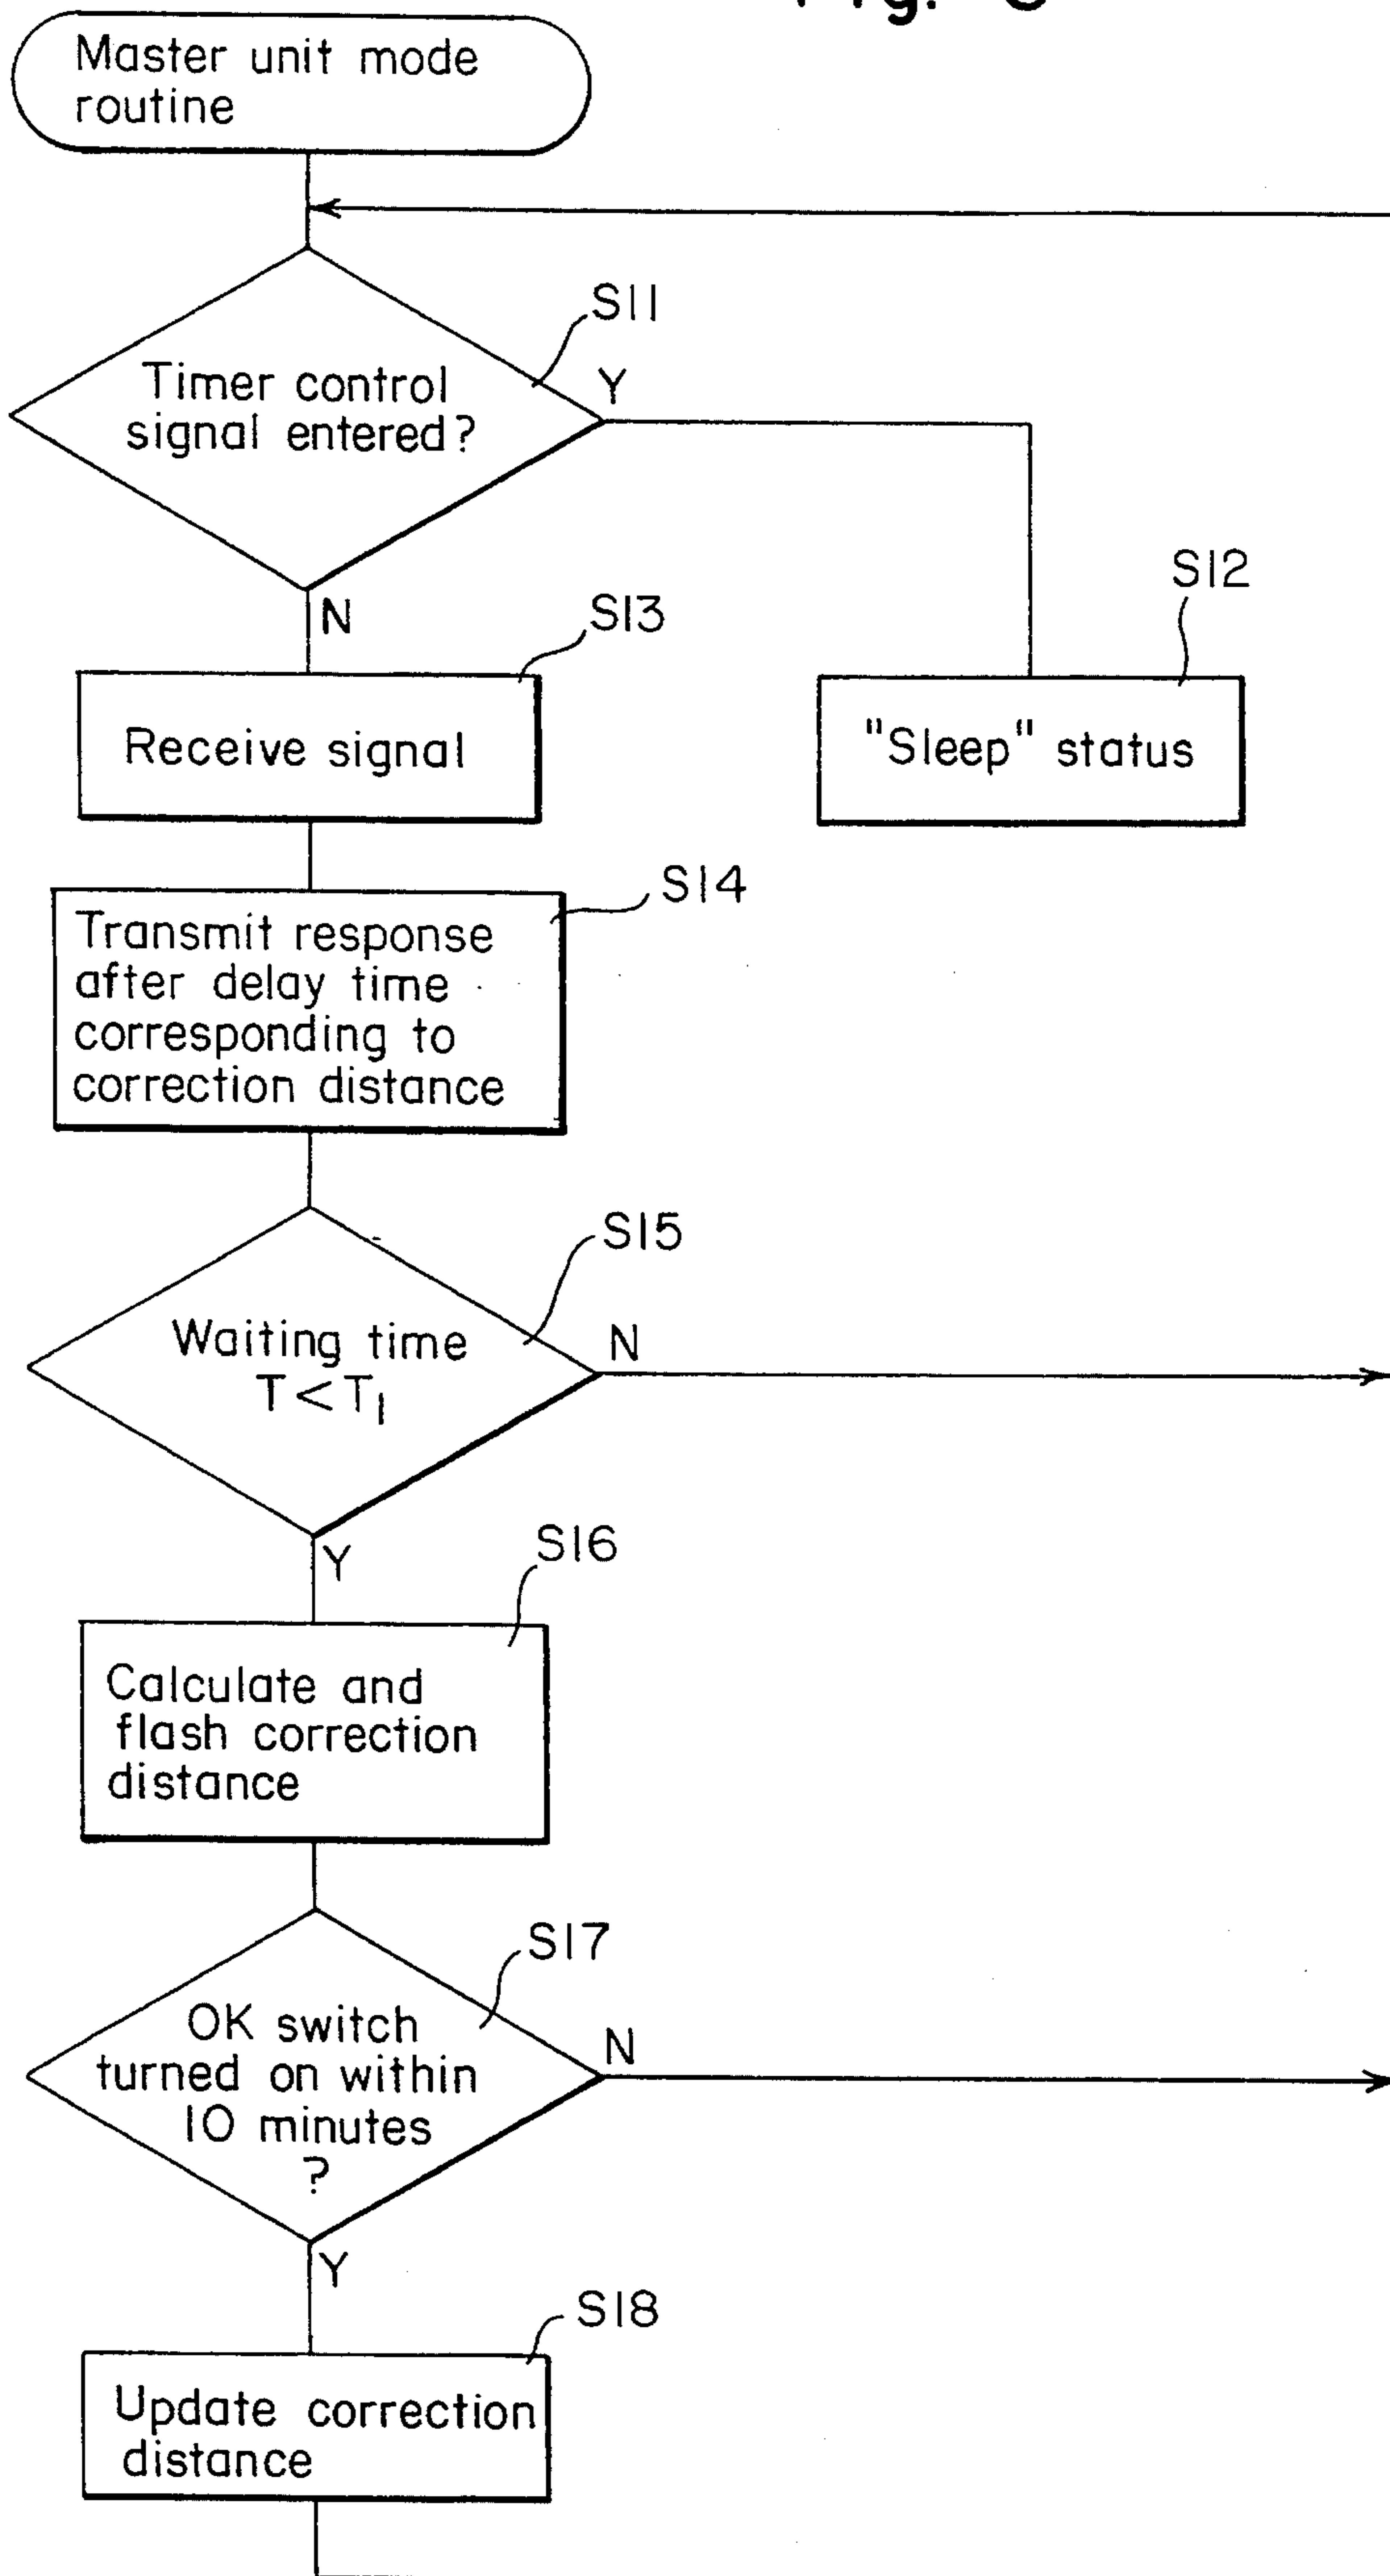 Master unit mode
routine
S11
Timer control
signal entered?
Y
N
S12
"Sleep" status
S13
Receive signal
S14
Transmit response
after delay time
corresponding to
correction distance
S15
Waiting time
T<T1
N
Y
S16
Calculate and
flash correction
distance
S17
OK switch
turned on within
10 minutes
?
N
Y
S18
Update correction
distance